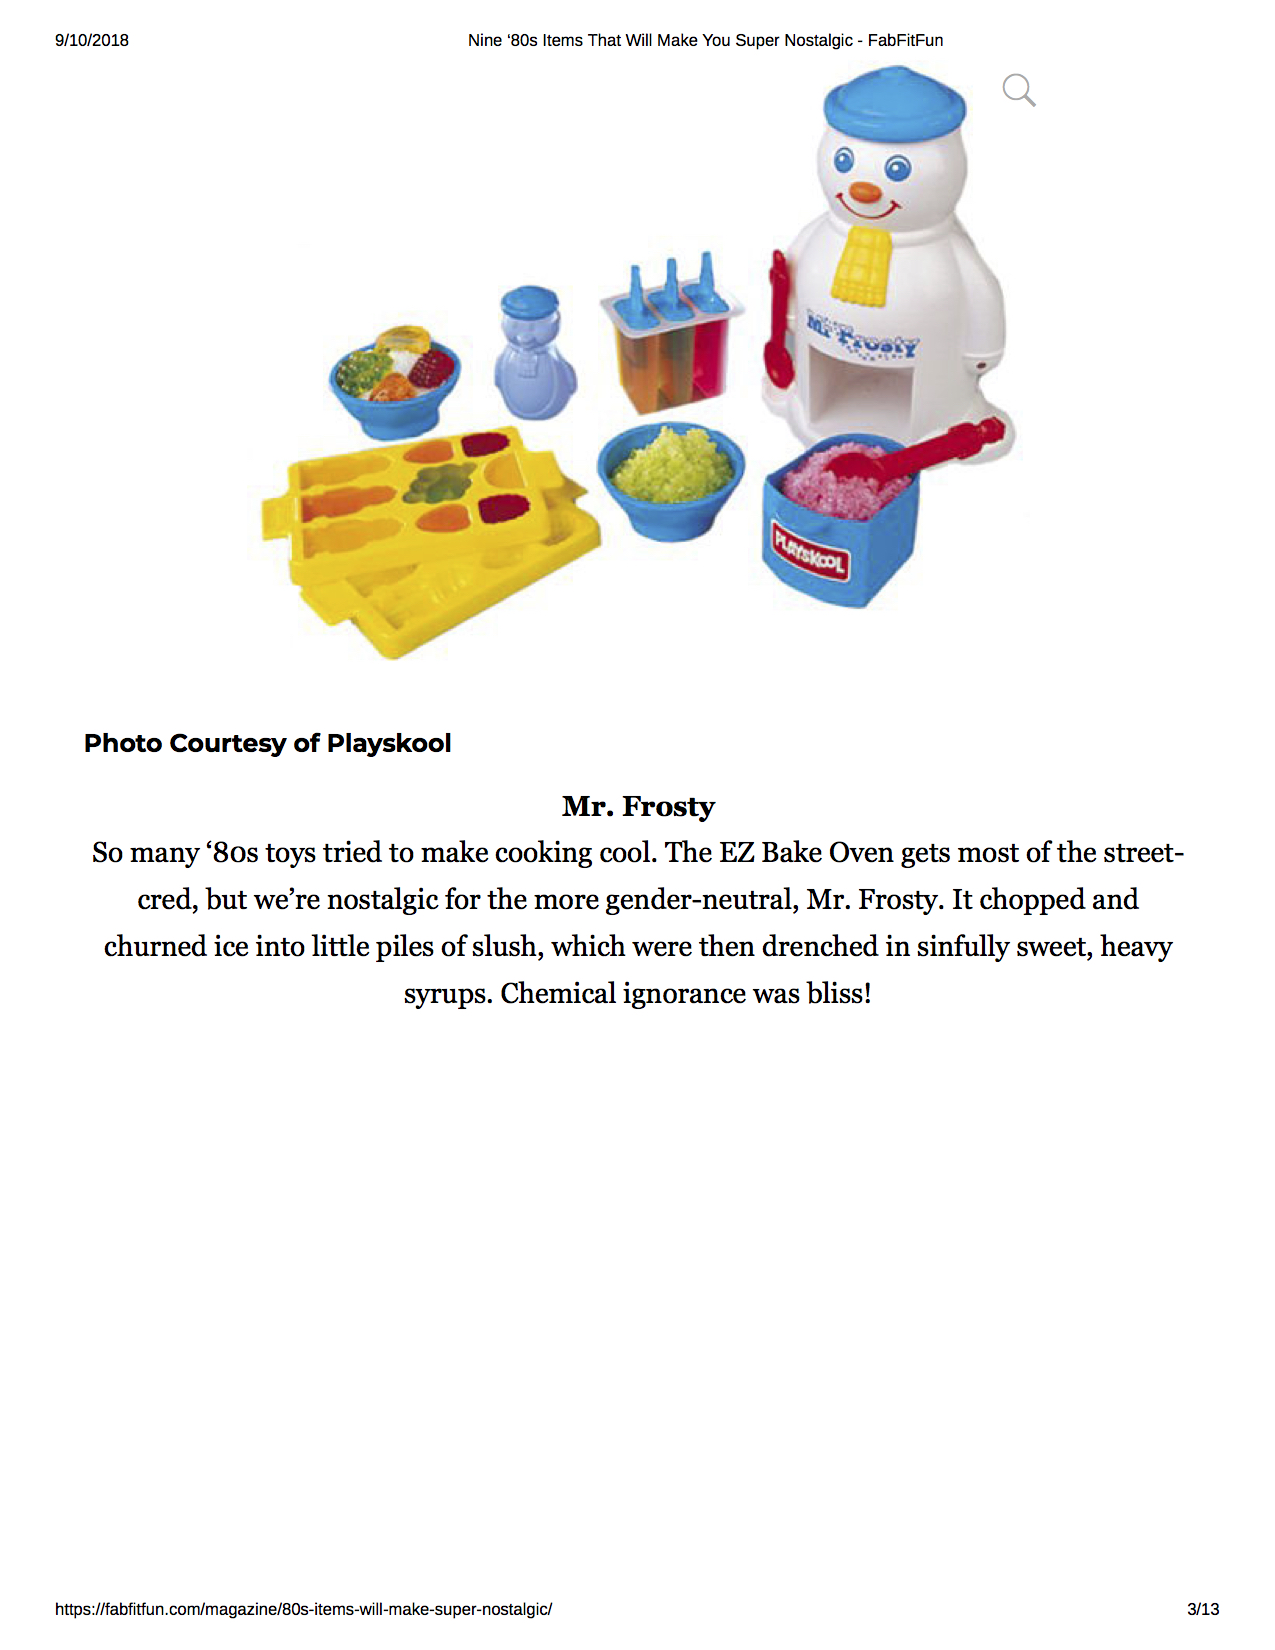 9/10/2018
Nine ‘80s Items That Will Make You Super Nostalgic - FabFitFun
Mr Frosty
PLAYSKOOL
Photo Courtesy of Playskool
Mr. Frosty
So many ‘80s toys tried to make cooking cool. The EZ Bake Oven gets most of the street-
cred, but we’re nostalgic for the more gender-neutral, Mr. Frosty. It chopped and
churned ice into little piles of slush, which were then drenched in sinfully sweet, heavy
syrups. Chemical ignorance was bliss!
https://fabfitfun.com/magazine/80s-items-will-make-super-nostalgic/
3/13